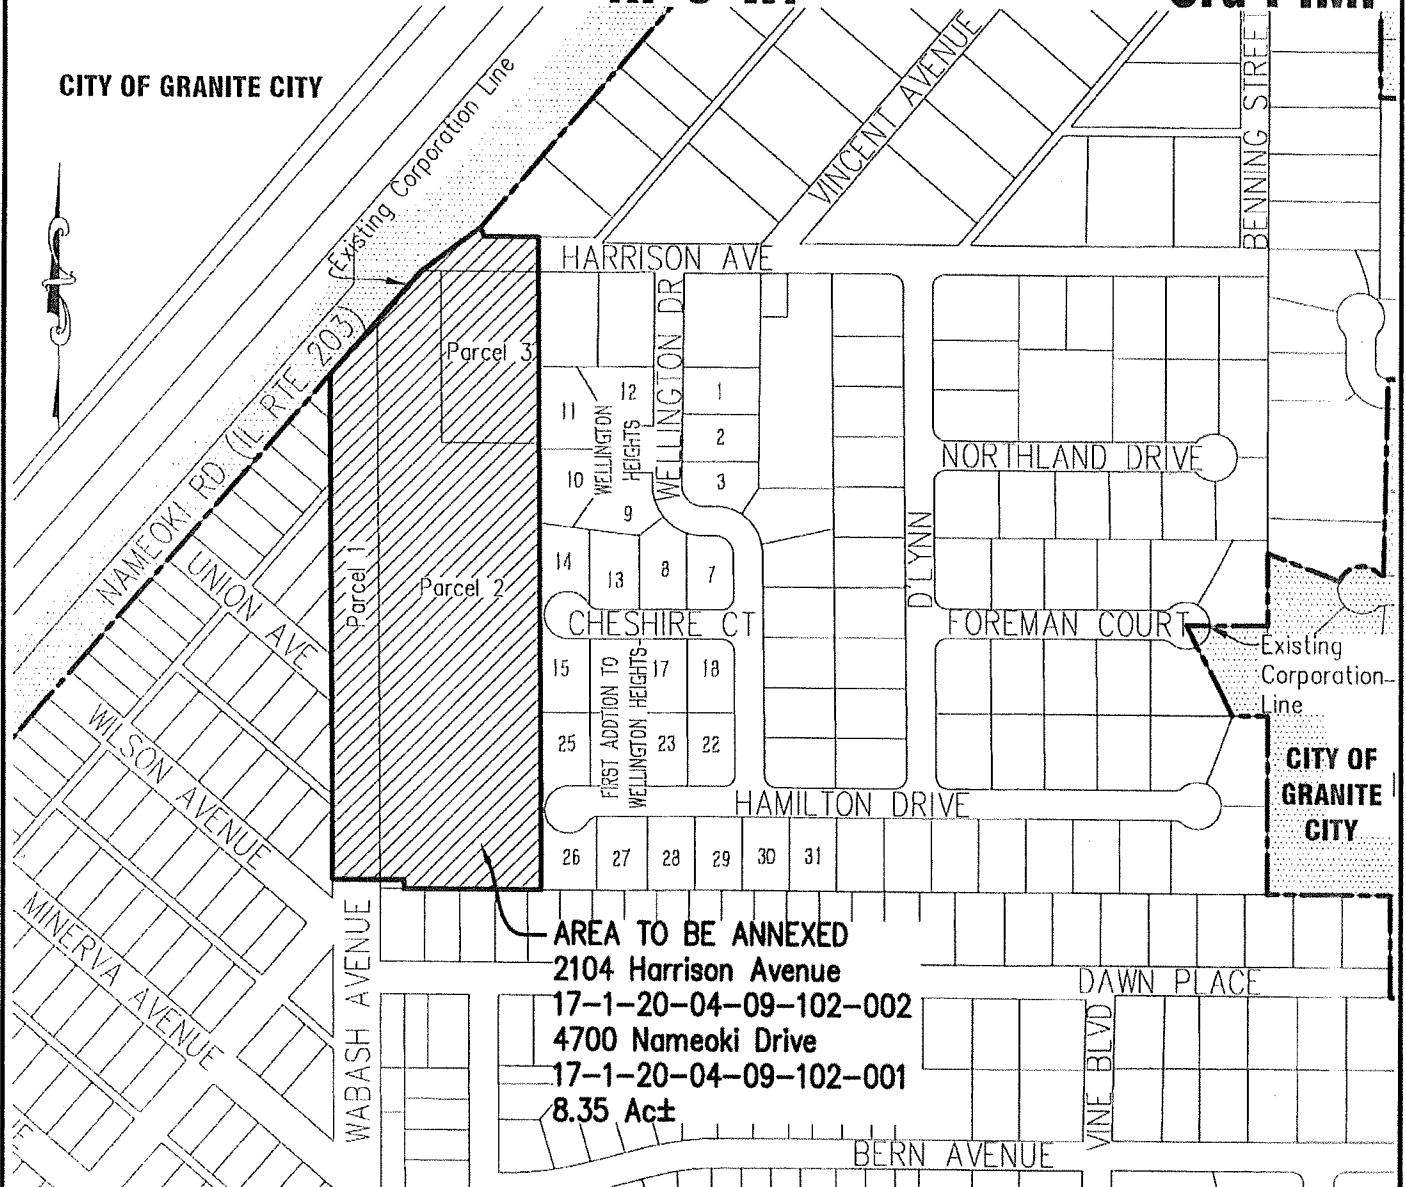 CITY OF GRANITE CITY
Existing Corporation Line
VINCENT AVENUE
BENNING STREET
HARRISON AVE
NAMEOKI RD (IL RTE 203)
WELLINGTON DR
Parcel 3
11
12
1
WELLINGTON
HEIGHTS
2
10
3
9
NORTHLAND DRIVE
D'LYNN
14
13
8
7
Parcel 1
Parcel 2
UNION AVE
CHESHIRE CT
FOREMAN COURT
Existing
Corporation
Line
15
17
18
FIRST ADDTION TO
WELLINGTON HEIGHTS
25
23
22
WILSON AVENUE
HAMILTON DRIVE
CITY OF
GRANITE
CITY
26
27
28
29
30
31
MINERVA AVENUE
WABASH AVENUE
AREA TO BE ANNEXED
2104 Harrison Avenue
17-1-20-04-09-102-002
4700 Nameoki Drive
17-1-20-04-09-102-001
8.35 Ac±
DAWN PLACE
VINE BLVD
BERN AVENUE